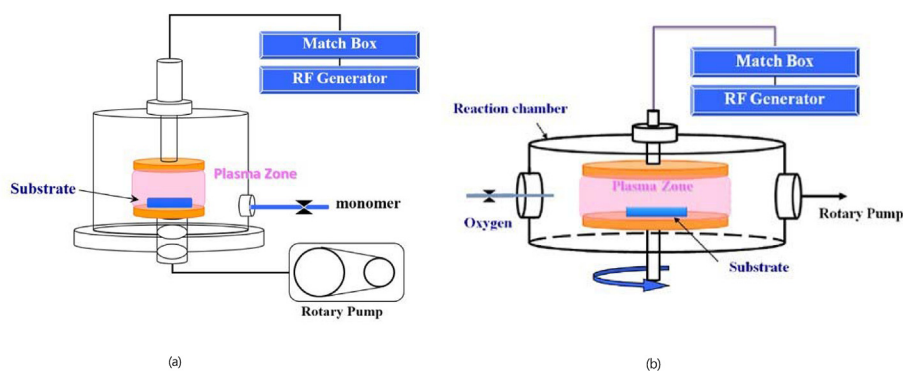 Match Box
RF Generator
Plasma Zone
Substrate
monomer
Rotary Pump
(a)
Match Box
RF Generator
Reaction chamber
Plasma Zone
Oxygen
Rotary Pump
Substrate
(b)